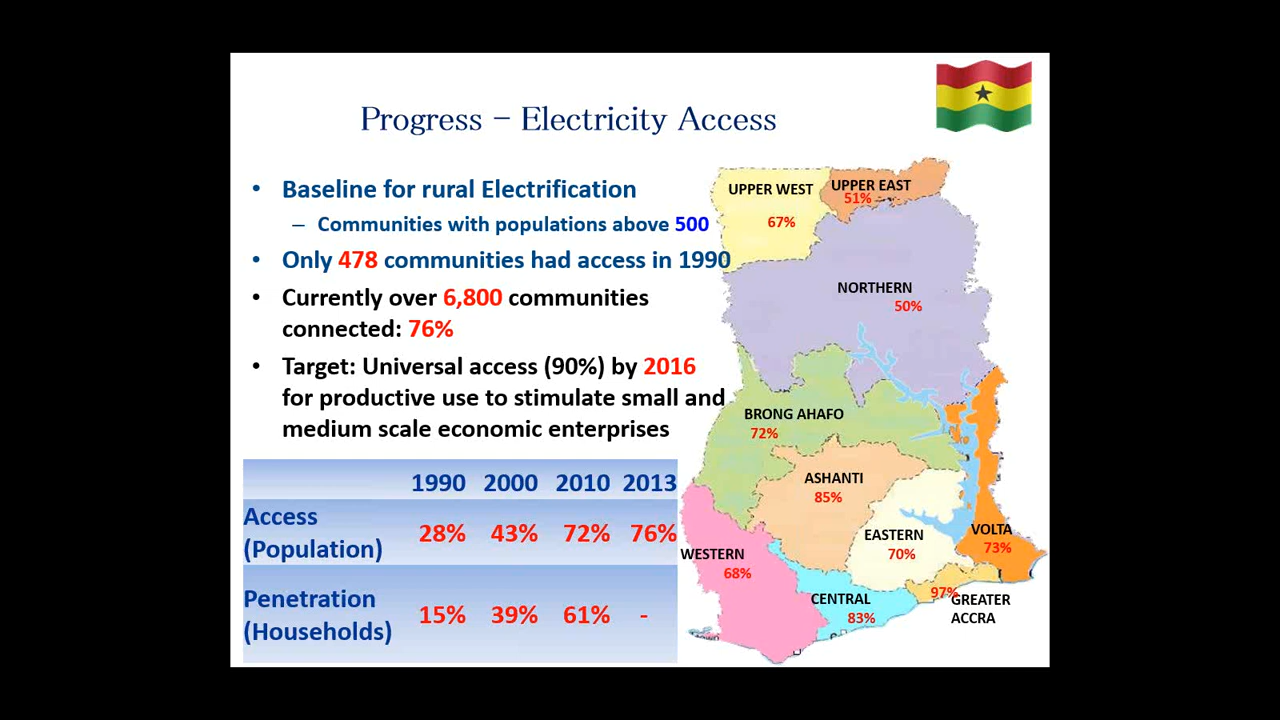 Progress – Electricity Access
• Baseline for rural Electrification
– Communities with populations above 500
• Only 478 communities had access in 1990
• Currently over 6,800 communities
connected: 76%
• Target: Universal access (90%) by 2016
for productive use to stimulate small and
medium scale economic enterprises
1990 2000 2010 2013
Access
(Population) 28% 43% 72% 76%
Penetration
(Households) 15% 39% 61% -
UPPER WEST
67%
UPPER EAST
51%
NORTHERN
50%
BRONG AHAFO
72%
ASHANTI
85%
EASTERN
70%
VOLTA
73%
WESTERN
68%
CENTRAL
83%
97%
GREATER
ACCRA